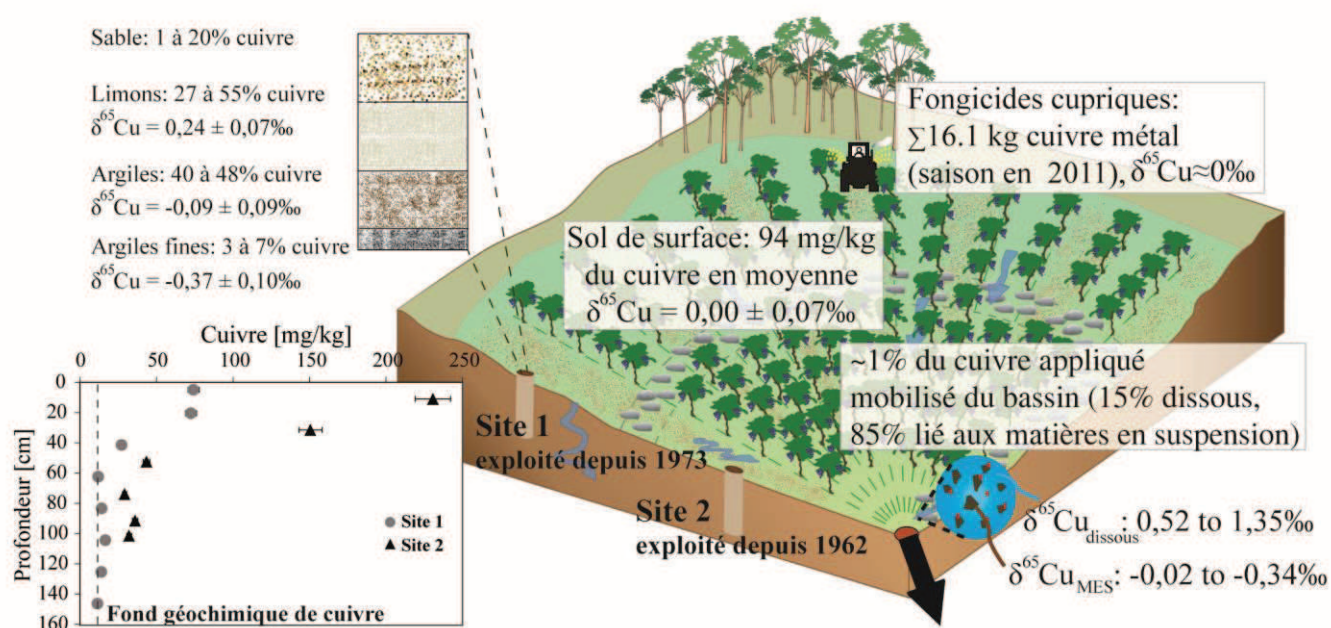 Sable: 1 à 20% cuivre
Limons: 27 à 55% cuivre
δ⁶⁵Cu = 0,24 ± 0,07‰
Argiles: 40 à 48% cuivre
δ⁶⁵Cu = -0,09 ± 0,09‰
Argiles fines: 3 à 7% cuivre
δ⁶⁵Cu = -0,37 ± 0,10‰
Fongicides cupriques:
∑16.1 kg cuivre métal
(saison en 2011), δ⁶⁵Cu≈0‰
Sol de surface: 94 mg/kg
du cuivre en moyenne
δ⁶⁵Cu = 0,00 ± 0,07‰
~1% du cuivre appliqué
mobilisé du bassin (15% dissous,
85% lié aux matières en suspension)
Site 1
exploité depuis 1973
Site 2
exploité depuis 1962
δ⁶⁵Cu dissous: 0,52 to 1,35‰
δ⁶⁵Cu MES: -0,02 to -0,34‰
Cuivre [mg/kg]
0 50 100 150 200 250
Profondeur [cm]
0
20
40
60
80
100
120
140
160
Site 1
Site 2
Fond géochimique de cuivre